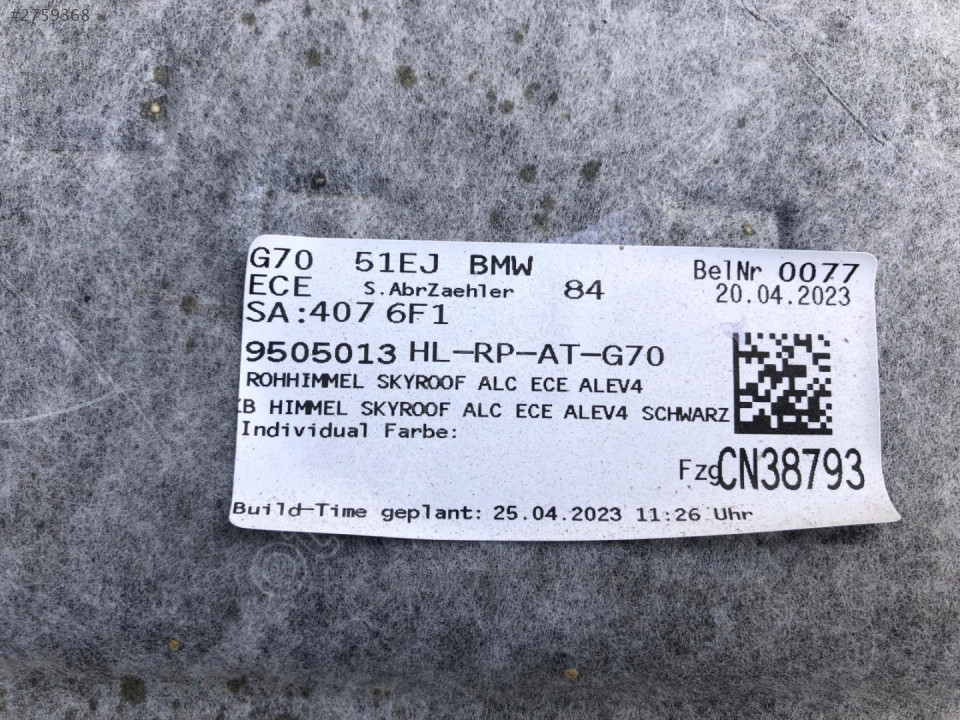 #2759368
G70 51EJ BMW BelNr 0077
ECE S.AbrZaehler 84 20.04.2023
SA:407 6F1
9505013 HL-RP-AT-G70
ROHHIMMEL SKYROOF ALC ECE ALEV4
ZB HIMMEL SKYROOF ALC ECE ALEV4 SCHWARZ
Individual Farbe:
Fzg CN38793
Build-Time geplant: 25.04.2023 11:26 Uhr